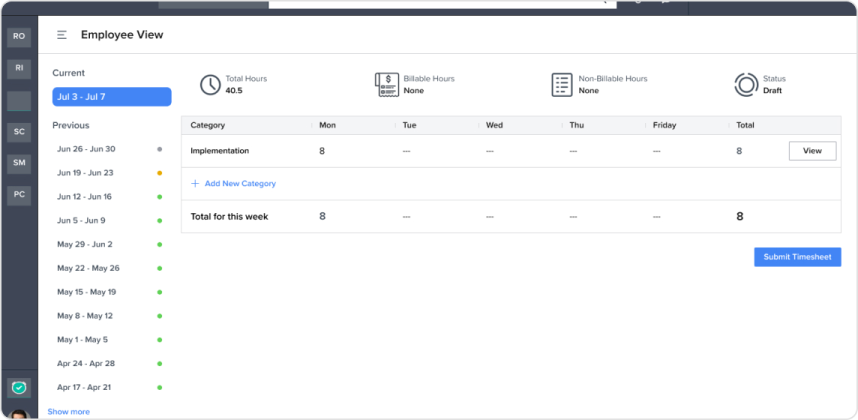 RO
RI
SC
SM
PC
Employee View
Current
Jul 3 - Jul 7
Previous
Jun 26 - Jun 30
Jun 19 - Jun 23
Jun 12 - Jun 16
Jun 5 - Jun 9
May 29 - Jun 2
May 22 - May 26
May 15 - May 19
May 8 - May 12
May 1 - May 5
Apr 24 - Apr 28
Apr 17 - Apr 21
Show more
Total Hours
40.5
Billable Hours
None
Non-Billable Hours
None
Status
Draft
Category Mon Tue Wed Thu Friday Total
Implementation 8 --- --- --- --- 8 View
+ Add New Category
Total for this week 8 --- --- --- --- 8
Submit Timesheet